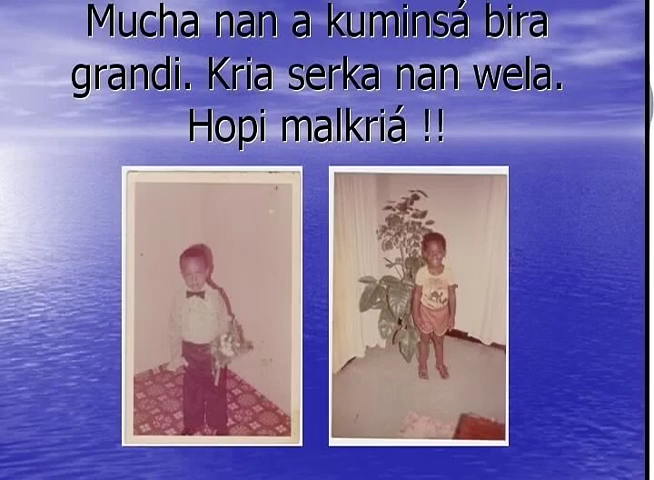 Mucha nan a kuminsá bira
grandi. Kria serka nan wela.
Hopi malkriá !!